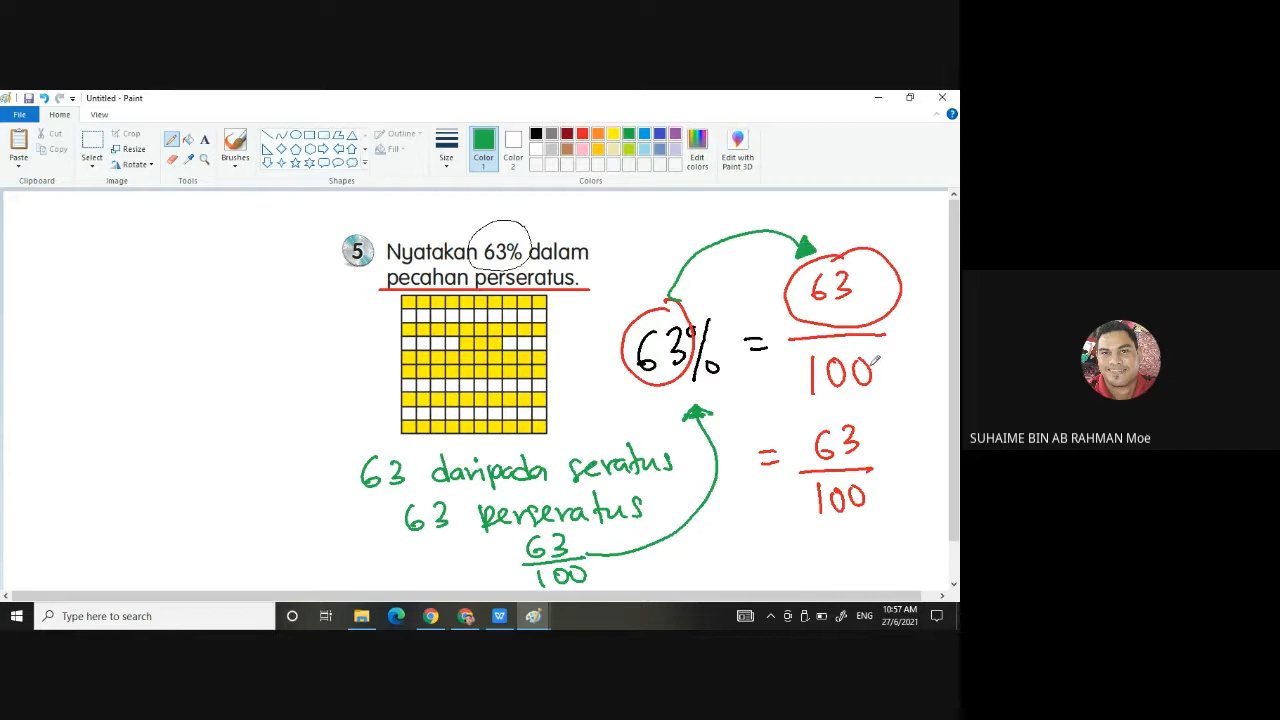 Untitled - Paint
File
Home
View
Paste
Cut
Copy
Clipboard
Select
Crop
Resize
Rotate
Image
Tools
Brushes
Shapes
Outline
Fill
Size
Color
1
Color
2
Edit
colors
Edit with
Paint 3D
Colors
5 Nyatakan 63% dalam
pecahan perseratus.
63% = 63
100
= 63
100
63 daripada seratus
63 perseratus
63
100
SUHAIME BIN AB RAHMAN Moe
Type here to search
ENG
10:57 AM
27/6/2021